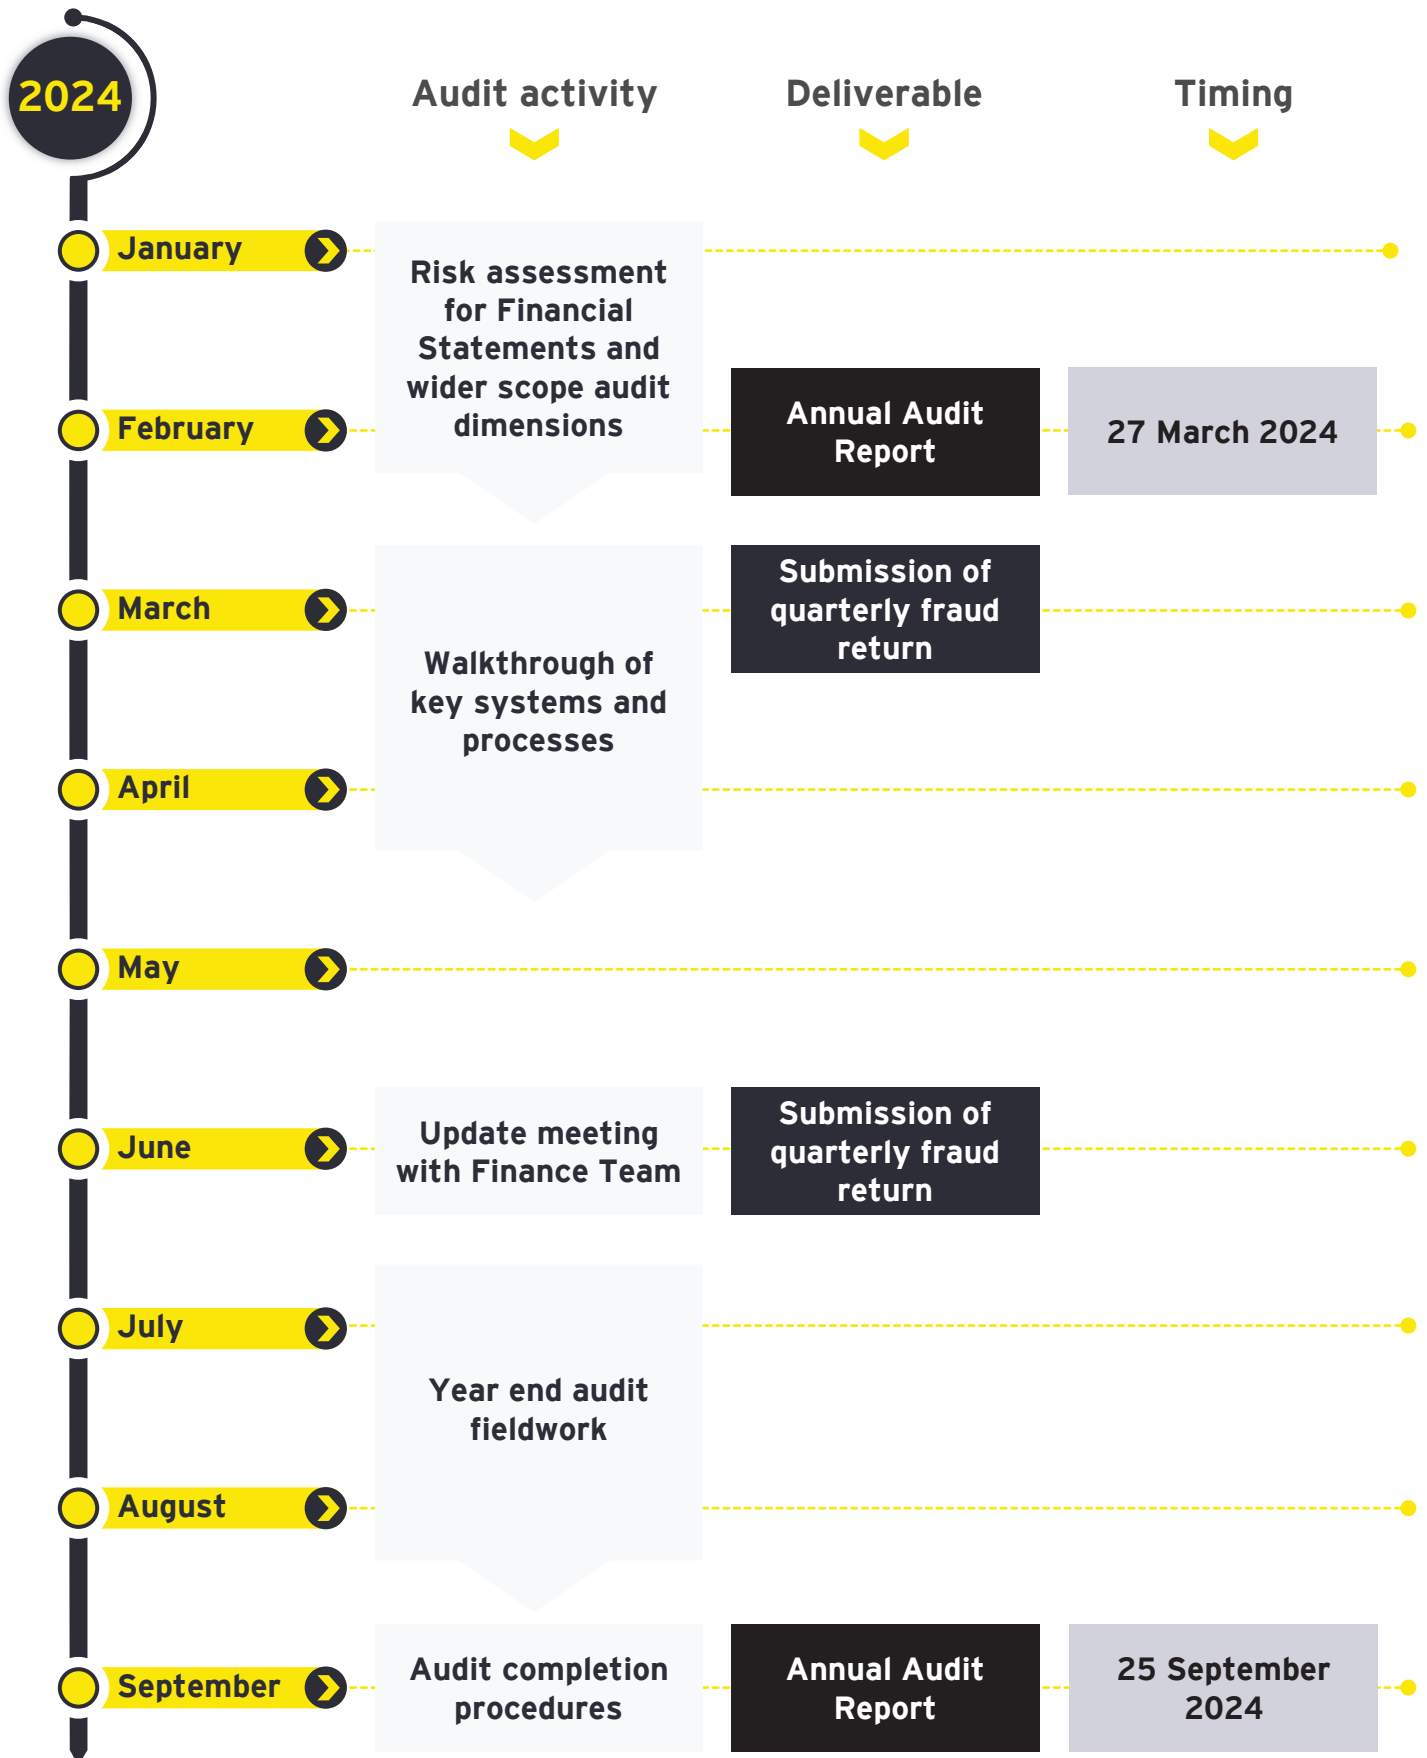 2024
Audit activity
Deliverable
Timing
January
Risk assessment
for Financial
Statements and
wider scope audit
dimensions
February
Annual Audit
Report
27 March 2024
March
Walkthrough of
key systems and
processes
Submission of
quarterly fraud
return
April
May
June
Update meeting
with Finance Team
Submission of
quarterly fraud
return
July
Year end audit
fieldwork
August
September
Audit completion
procedures
Annual Audit
Report
25 September
2024